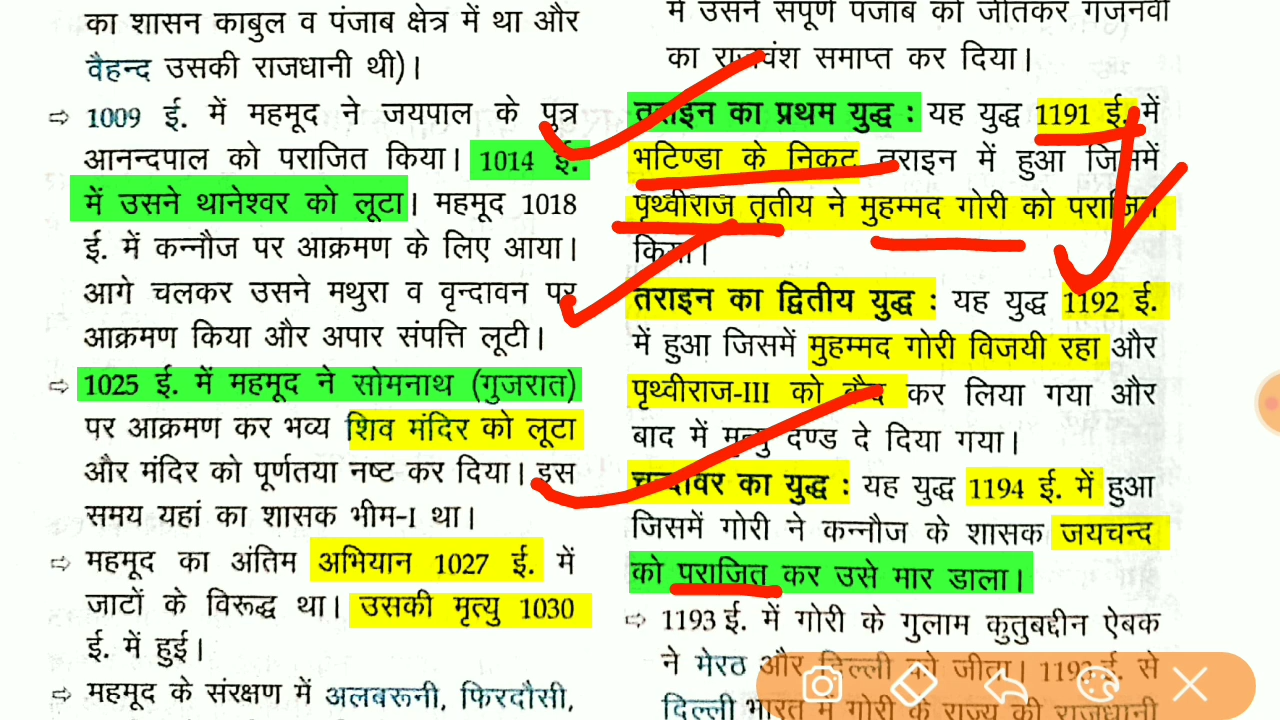 का शासन काबुल व पंजाब क्षेत्र में था और
वैहन्द उसकी राजधानी थी)।
⇨ 1009 ई. में महमूद ने जयपाल के पुत्र
आनन्दपाल को पराजित किया। 1014 ई.
में उसने थानेश्वर को लूटा। महमूद 1018
ई. में कन्नौज पर आक्रमण के लिए आया।
आगे चलकर उसने मथुरा व वृन्दावन पर
आक्रमण किया और अपार संपत्ति लूटी।
⇨ 1025 ई. में महमूद ने सोमनाथ (गुजरात)
पर आक्रमण कर भव्य शिव मंदिर को लूटा
और मंदिर को पूर्णतया नष्ट कर दिया। इस
समय यहां का शासक भीम-I था।
⇨ महमूद का अंतिम अभियान 1027 ई. में
जाटों के विरूद्ध था। उसकी मृत्यु 1030
ई. में हुई।
⇨ महमूद के संरक्षण में अलबरूनी, फिरदौसी,
में उसने संपूर्ण पंजाब को जीतकर गजनवी
का राजवंश समाप्त कर दिया।
तराइन का प्रथम युद्ध : यह युद्ध 1191 ई. में
भटिण्डा के निकट तराइन में हुआ जिसमें
पृथ्वीराज तृतीय ने मुहम्मद गोरी को पराजित
किया।
तराइन का द्वितीय युद्ध : यह युद्ध 1192 ई.
में हुआ जिसमें मुहम्मद गोरी विजयी रहा और
पृथ्वीराज-III को कैद कर लिया गया और
बाद में मृत्यु दण्ड दे दिया गया।
चन्दावर का युद्ध : यह युद्ध 1194 ई. में हुआ
जिसमें गोरी ने कन्नौज के शासक जयचन्द
को पराजित कर उसे मार डाला।
⇨ 1193 ई. में गोरी के गुलाम कुतुबद्दीन ऐबक
ने मेरठ और दिल्ली को जीता। 1193 ई. से
दिल्ली भारत में गोरी के राज्य की राजधानी